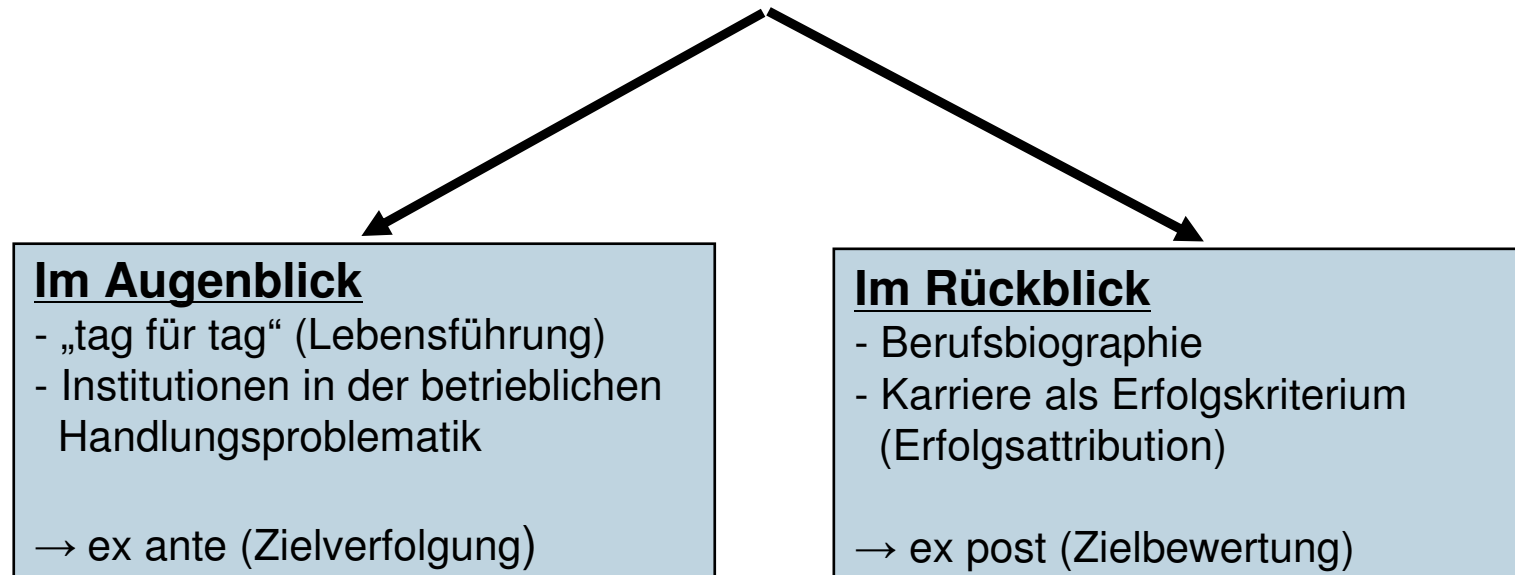 Im Augenblick
- „tag für tag“ (Lebensführung)
- Institutionen in der betrieblichen
Handlungsproblematik
→ ex ante (Zielverfolgung)
Im Rückblick
- Berufsbiographie
- Karriere als Erfolgskriterium
(Erfolgsattribution)
→ ex post (Zielbewertung)